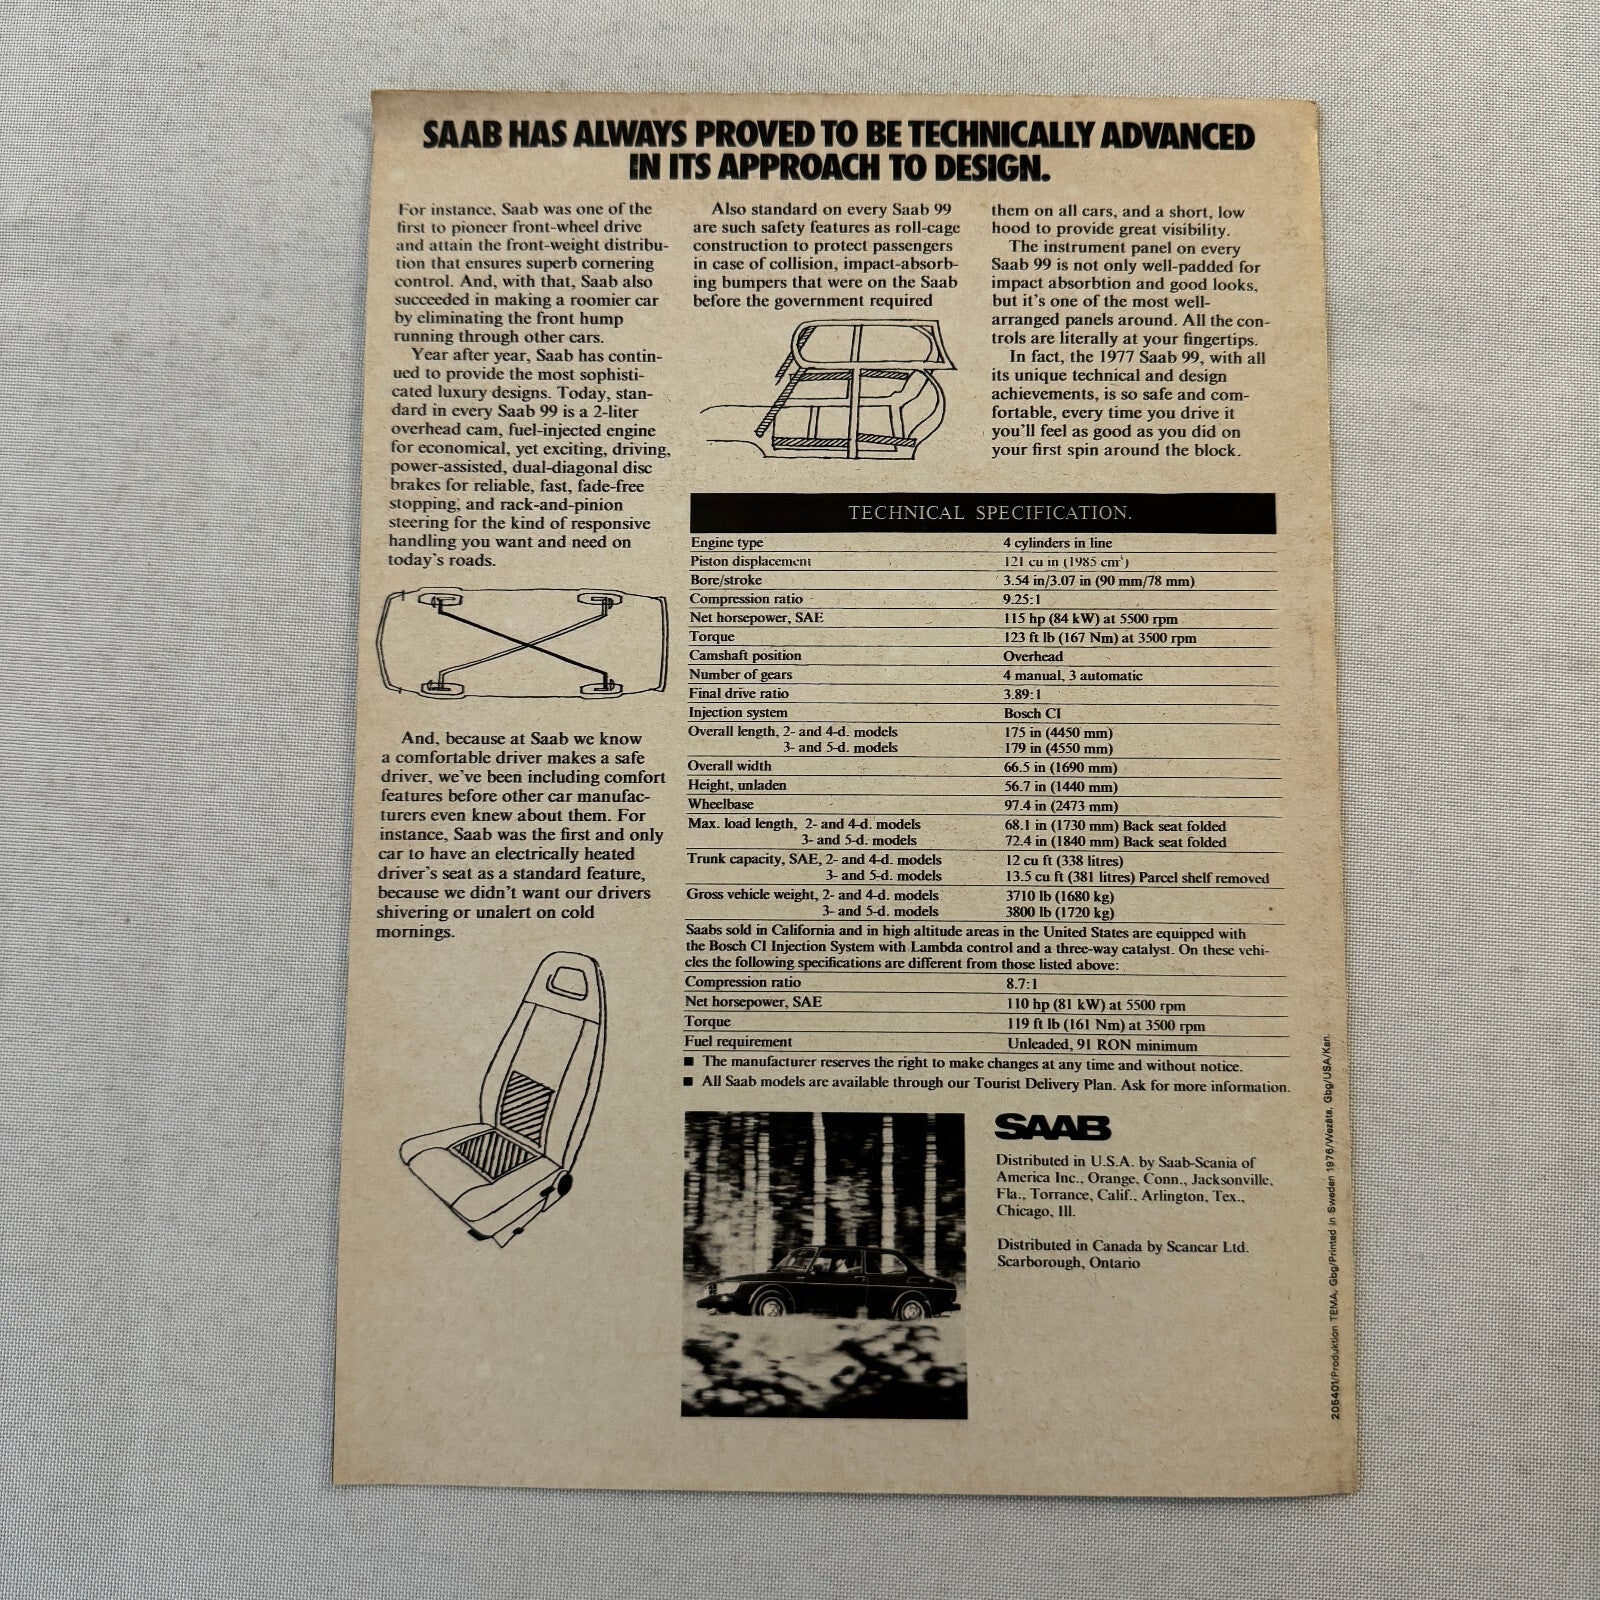 SAAB HAS ALWAYS PROVED TO BE TECHNICALLY ADVANCED
IN ITS APPROACH TO DESIGN.
For instance, Saab was one of the
first to pioneer front-wheel drive
and attain the front-weight distribu-
tion that ensures superb cornering
control. And, with that, Saab also
succeeded in making a roomier car
by eliminating the front hump
running through other cars.
Year after year, Saab has contin-
ued to provide the most sophisti-
cated luxury designs. Today, stan-
dard in every Saab 99 is a 2-liter
overhead cam, fuel-injected engine
for economical, yet exciting, driving,
power-assisted, dual-diagonal disc
brakes for reliable, fast, fade-free
stopping, and rack-and-pinion
steering for the kind of responsive
handling you want and need on
today's roads.
And, because at Saab we know
a comfortable driver makes a safe
driver, we've been including comfort
features before other car manufac-
turers even knew about them. For
instance, Saab was the first and only
car to have an electrically heated
driver's seat as a standard feature,
because we didn't want our drivers
shivering or unalert on cold
mornings.
Also standard on every Saab 99
are such safety features as roll-cage
construction to protect passengers
in case of collision, impact-absorb-
ing bumpers that were on the Saab
before the government required
them on all cars, and a short, low
hood to provide great visibility.
The instrument panel on every
Saab 99 is not only well-padded for
impact absorbtion and good looks,
but it's one of the most well-
arranged panels around. All the con-
trols are literally at your fingertips.
In fact, the 1977 Saab 99, with all
its unique technical and design
achievements, is so safe and com-
fortable, every time you drive it
you'll feel as good as you did on
your first spin around the block.
TECHNICAL SPECIFICATION.
Engine type 4 cylinders in line
Piston displacement 121 cu in (1985 cm³)
Bore/stroke 3.54 in/3.07 in (90 mm/78 mm)
Compression ratio 9.25:1
Net horsepower, SAE 115 hp (84 kW) at 5500 rpm
Torque 123 ft lb (167 Nm) at 3500 rpm
Camshaft position Overhead
Number of gears 4 manual, 3 automatic
Final drive ratio 3.89:1
Injection system Bosch CI
Overall length, 2- and 4-d. models 175 in (4450 mm)
3- and 5-d. models 179 in (4550 mm)
Overall width 66.5 in (1690 mm)
Height, unladen 56.7 in (1440 mm)
Wheelbase 97.4 in (2473 mm)
Max. load length, 2- and 4-d. models 68.1 in (1730 mm) Back seat folded
3- and 5-d. models 72.4 in (1840 mm) Back seat folded
Trunk capacity, SAE, 2- and 4-d. models 12 cu ft (338 litres)
3- and 5-d. models 13.5 cu ft (381 litres) Parcel shelf removed
Gross vehicle weight, 2- and 4-d. models 3710 lb (1680 kg)
3- and 5-d. models 3800 lb (1720 kg)
Saabs sold in California and in high altitude areas in the United States are equipped with
the Bosch CI Injection System with Lambda control and a three-way catalyst. On these vehi-
cles the following specifications are different from those listed above:
Compression ratio 8.7:1
Net horsepower, SAE 110 hp (81 kW) at 5500 rpm
Torque 119 ft lb (161 Nm) at 3500 rpm
Fuel requirement Unleaded, 91 RON minimum
■ The manufacturer reserves the right to make changes at any time and without notice.
■ All Saab models are available through our Tourist Delivery Plan. Ask for more information.
SAAB
Distributed in U.S.A. by Saab-Scania of
America Inc., Orange, Conn., Jacksonville,
Fla., Torrance, Calif., Arlington, Tex.,
Chicago, Ill.
Distributed in Canada by Scancar Ltd.
Scarborough, Ontario
205401/Produktion TEMA, Gbg/Printed in Sweden 1976/Wezäta, Gbg/USA/Kan.